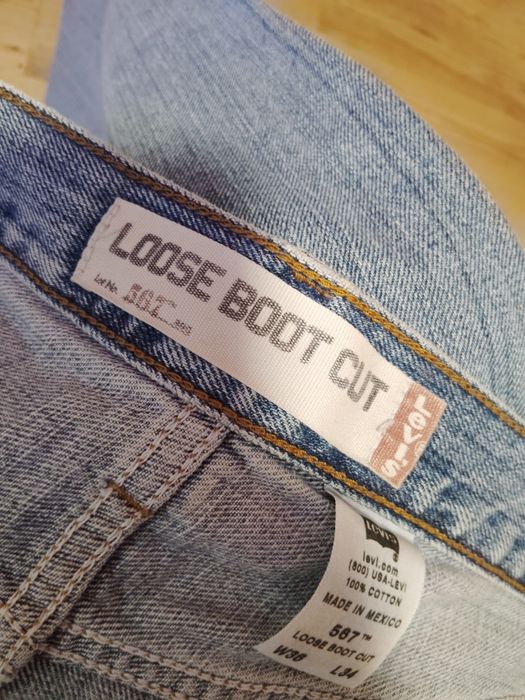 LOOSE BOOT CUT
Lot No. 567™
Levi's
LEVI'S
®
levi.com
(800) USA-LEVI
100% COTTON
MADE IN MEXICO
567™
LOOSE BOOT CUT
W36 L34